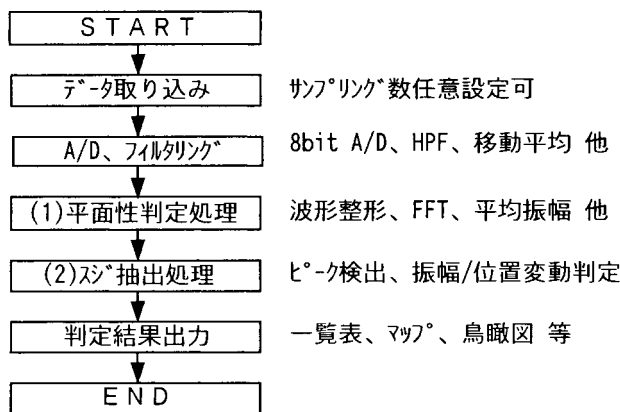 START
ﾃﾞｰﾀ取り込み
ｻﾝﾌﾟﾘﾝｸﾞ数任意設定可
A/D、ﾌｨﾙﾀﾘﾝｸﾞ
8bit A/D、HPF、移動平均 他
(1)平面性判定処理
波形整形、FFT、平均振幅 他
(2)ｽｼﾞ抽出処理
ﾋﾟｰｸ検出、振幅/位置変動判定
判定結果出力
一覧表、ﾏｯﾌﾟ、鳥瞰図 等
END